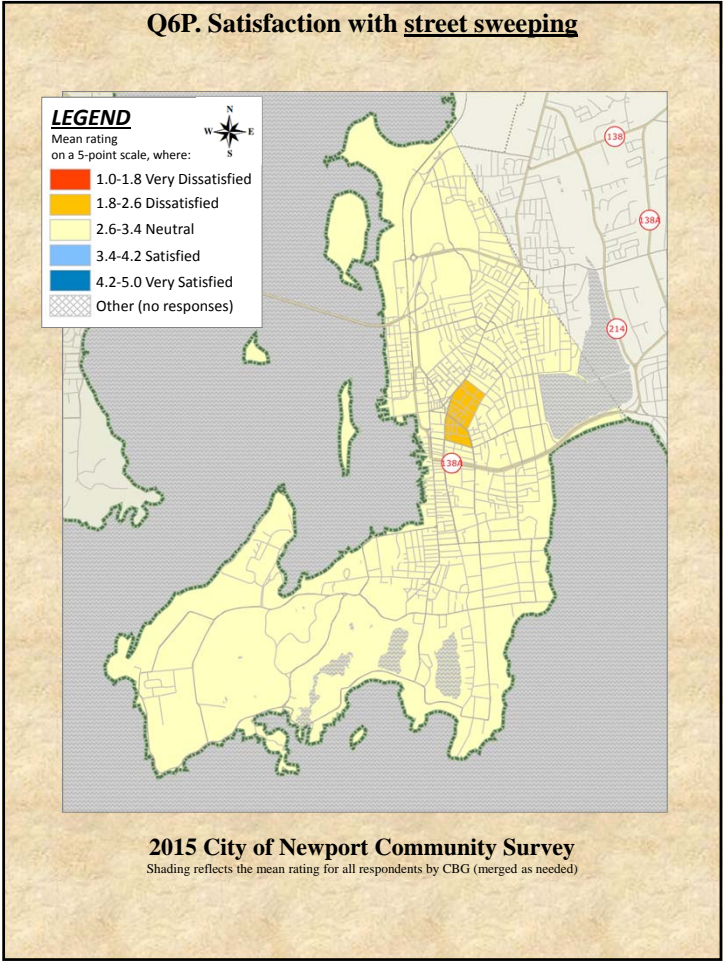 Q6P. Satisfaction with street sweeping
LEGEND
Mean rating
on a 5-point scale, where:
N
W E
S
1.0-1.8 Very Dissatisfied
1.8-2.6 Dissatisfied
2.6-3.4 Neutral
3.4-4.2 Satisfied
4.2-5.0 Very Satisfied
Other (no responses)
138
138A
214
138A
2015 City of Newport Community Survey
Shading reflects the mean rating for all respondents by CBG (merged as needed)